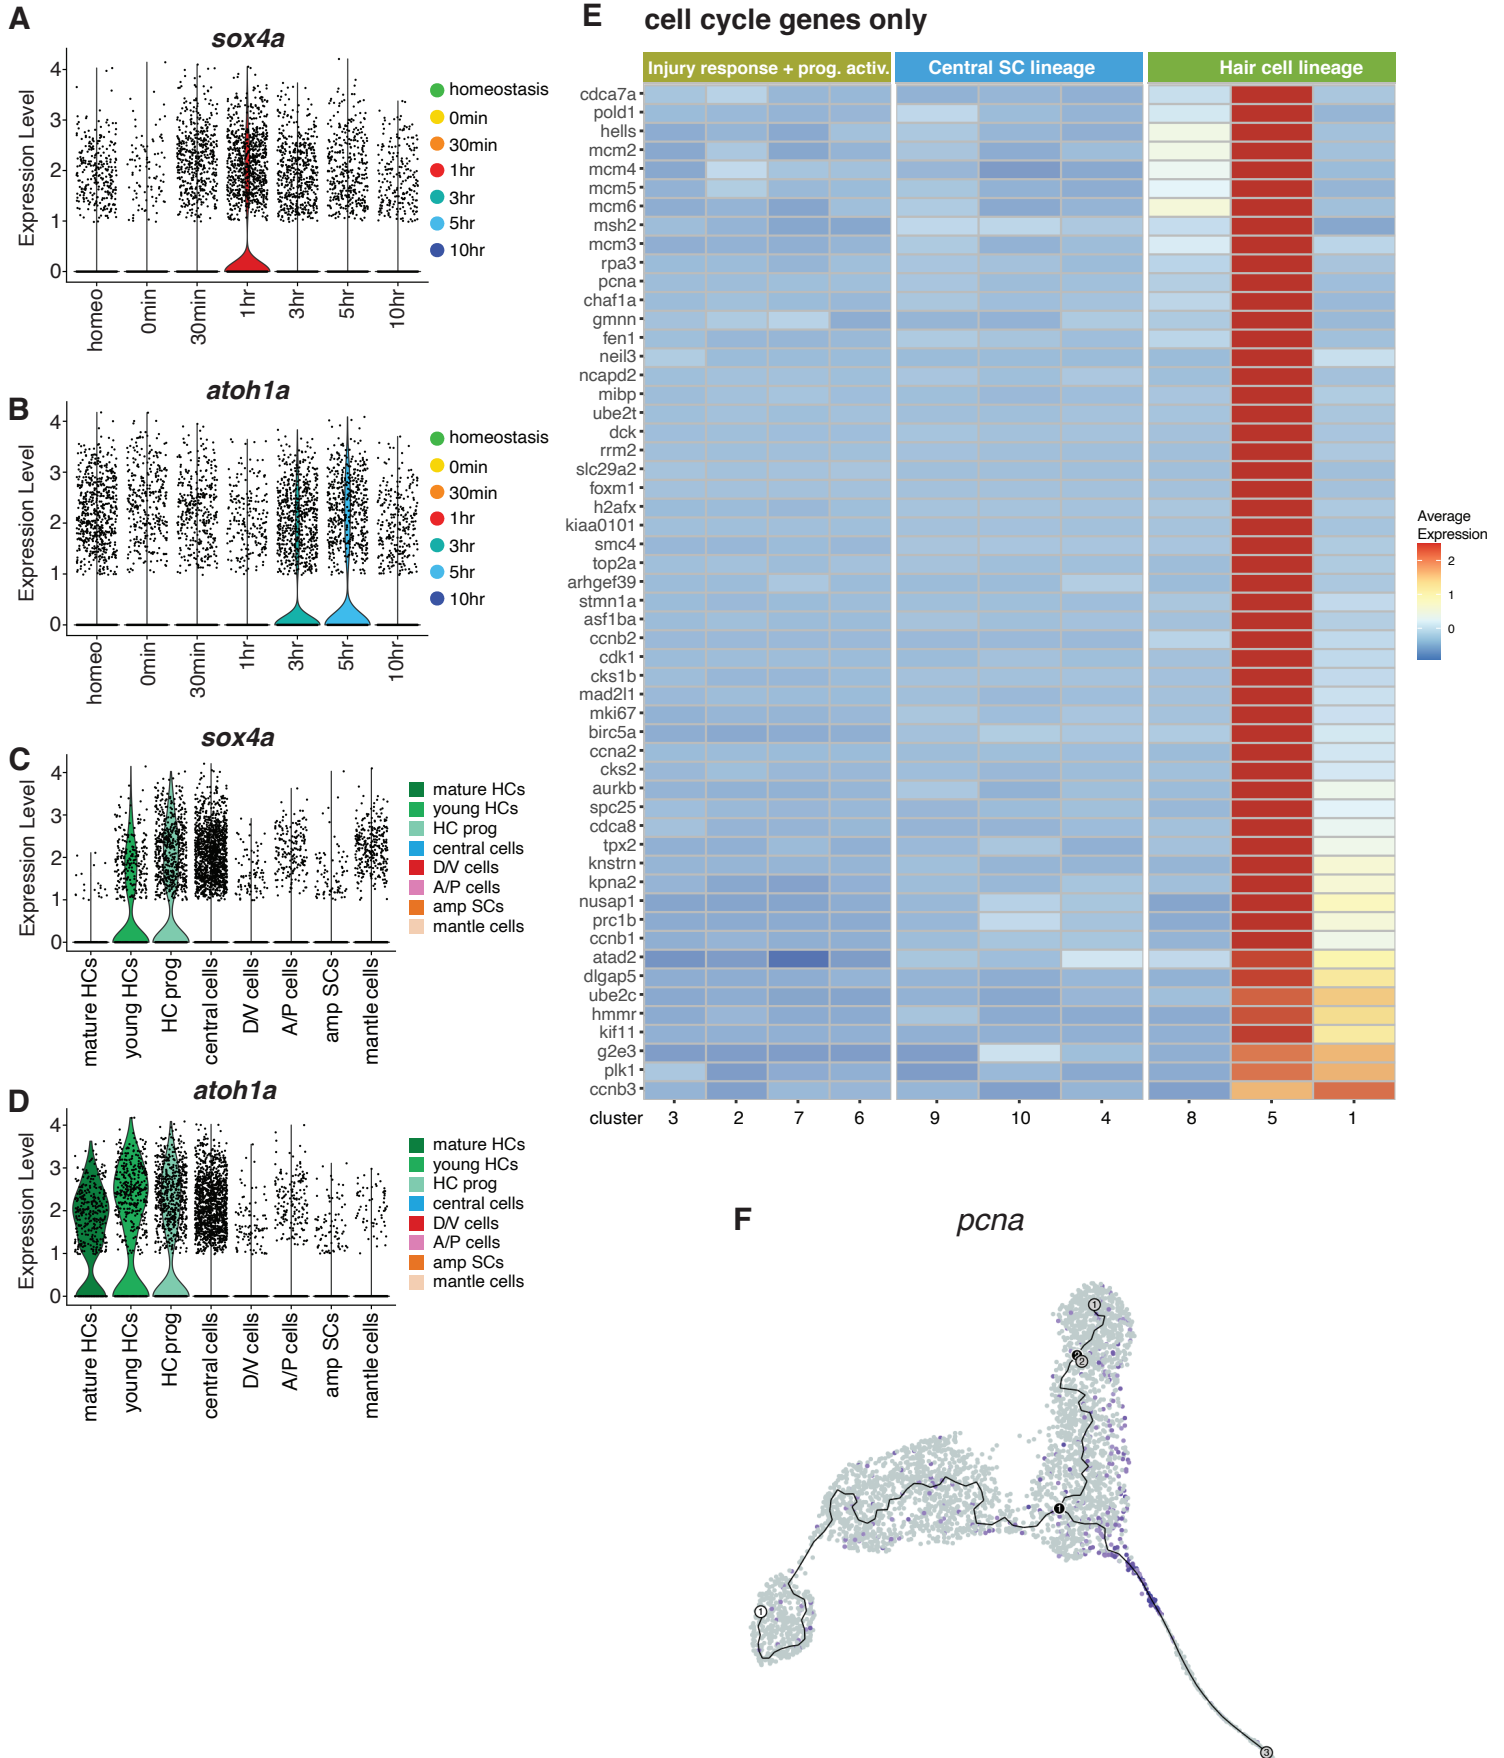 A
sox4a
Expression Level
4
3
2
1
0
homeo
0min
30min
1hr
3hr
5hr
10hr
homeostasis
0min
30min
1hr
3hr
5hr
10hr
B
atoh1a
Expression Level
4
3
2
1
0
homeo
0min
30min
1hr
3hr
5hr
10hr
homeostasis
0min
30min
1hr
3hr
5hr
10hr
C
sox4a
Expression Level
4
3
2
1
0
mature HCs
young HCs
HC prog
central cells
D/V cells
A/P cells
amp SCs
mantle cells
mature HCs
young HCs
HC prog
central cells
D/V cells
A/P cells
amp SCs
mantle cells
D
atoh1a
Expression Level
4
3
2
1
0
mature HCs
young HCs
HC prog
central cells
D/V cells
A/P cells
amp SCs
mantle cells
mature HCs
young HCs
HC prog
central cells
D/V cells
A/P cells
amp SCs
mantle cells
E cell cycle genes only
Injury response + prog. activ. Central SC lineage Hair cell lineage
cdca7a
pold1
hells
mcm2
mcm4
mcm5
mcm6
msh2
mcm3
rpa3
pcna
chaf1a
gmnn
fen1
neil3
ncapd2
mibp
ube2t
dck
rrm2
slc29a2
foxm1
h2afx
kiaa0101
smc4
top2a
arhgef39
stmn1a
asf1ba
ccnb2
cdk1
cks1b
mad2l1
mki67
birc5a
ccna2
cks2
aurkb
spc25
cdca8
tpx2
knstrn
kpna2
nusap1
prc1b
ccnb1
atad2
dlgap5
ube2c
hmmr
kif11
g2e3
plk1
ccnb3
cluster 3 2 7 6 9 10 4 8 5 1
Average
Expression
2
1
0
F
pcna
1
2
1
1
3